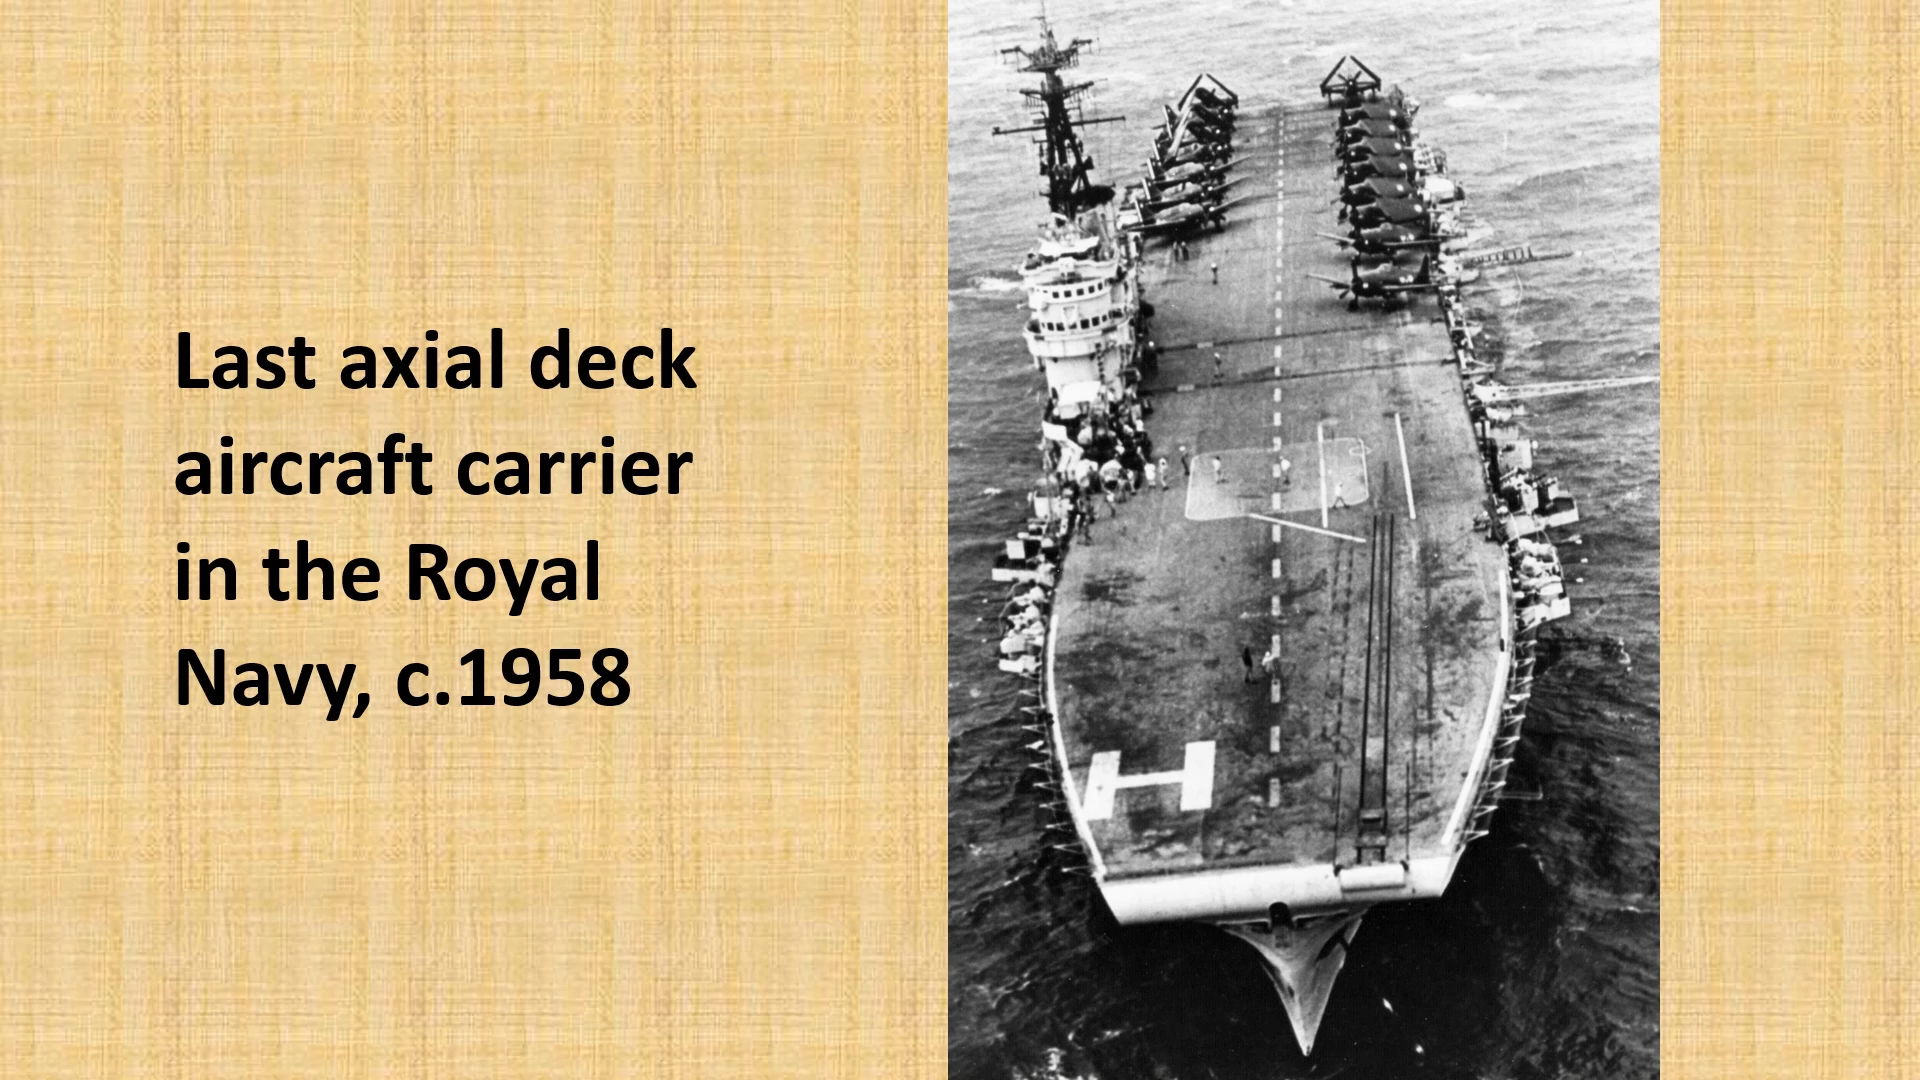 Last axial deck
aircraft carrier
in the Royal
Navy, c.1958
H